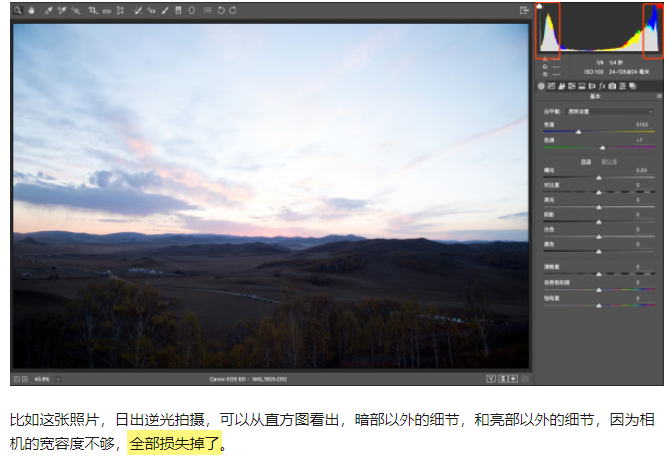 f/8 1/4 秒
ISO 100 24-105@24 毫米
基本
白平衡: 原照设置
色温 5150
色调 +7
自动 默认值
曝光 0.00
对比度 0
高光 0
阴影 0
白色 0
黑色 0
清晰度 0
自然饱和度 0
饱和度 0
Canon EOS 6D - IMG_1928.CR2
比如这张照片，日出逆光拍摄，可以从直方图看出，暗部以外的细节，和亮部以外的细节，因为相
机的宽容度不够，全部损失掉了。